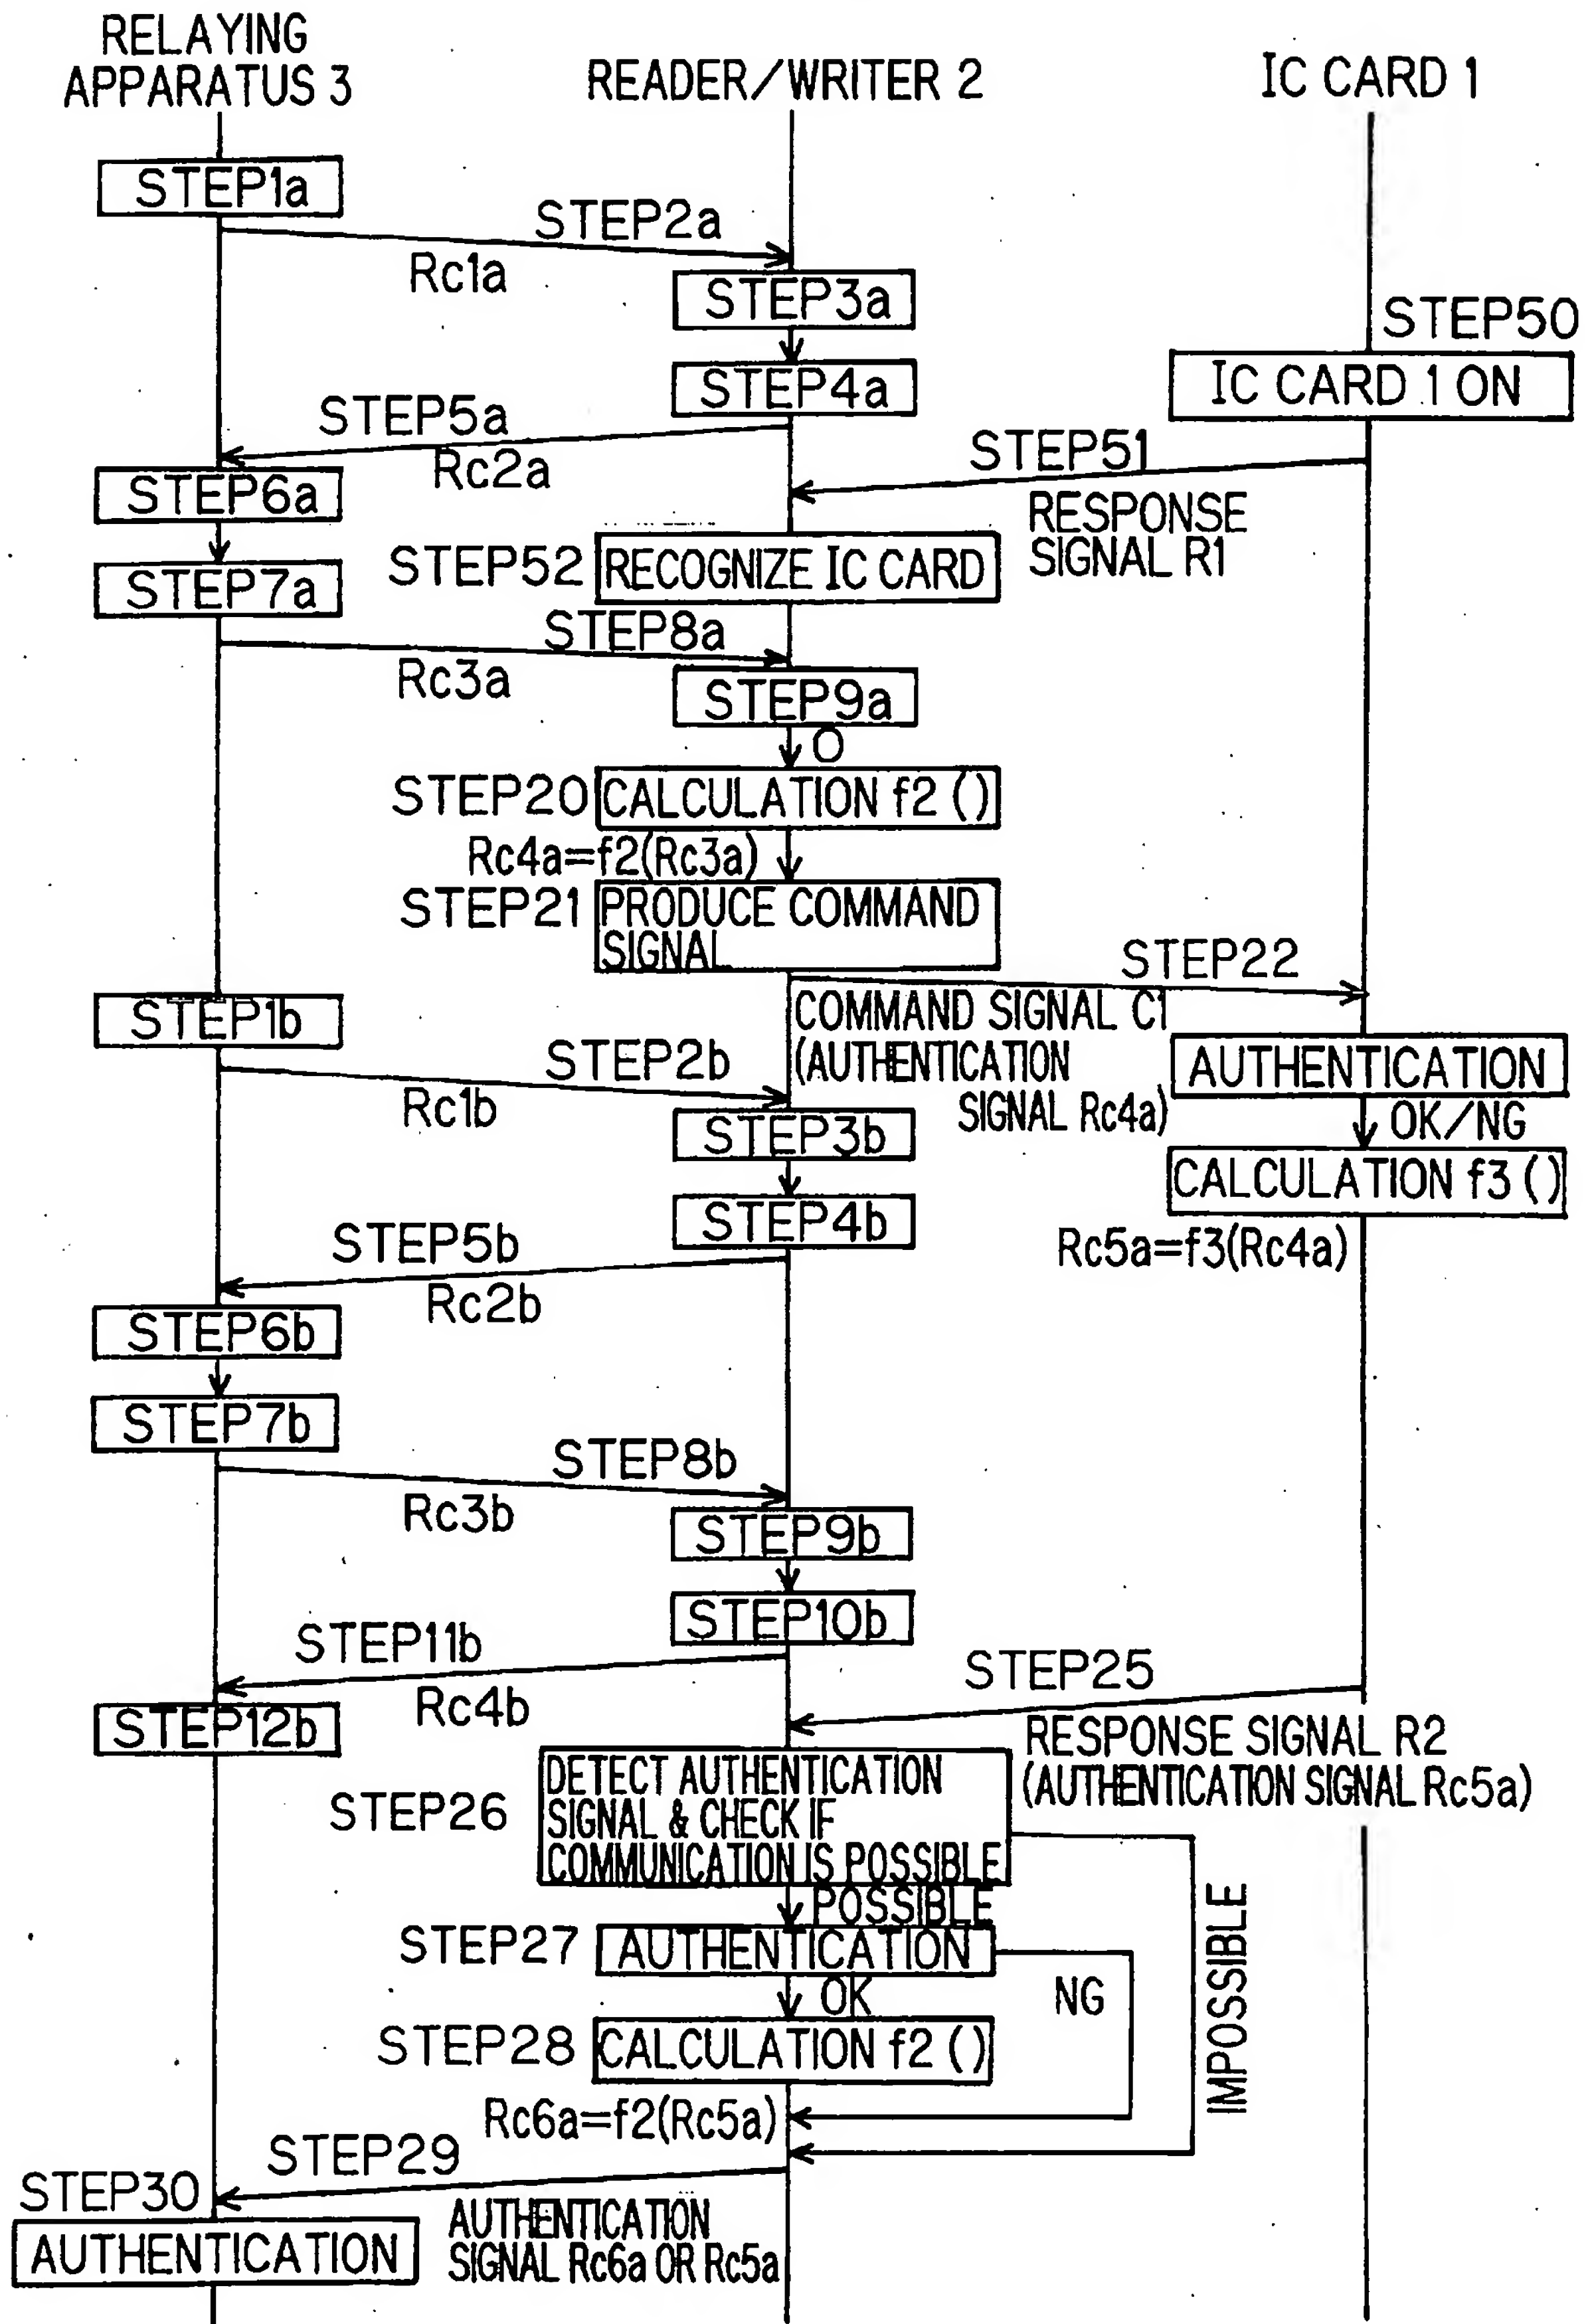 RELAYING
APPARATUS 3
READER/WRITER 2
IC CARD 1
STEP1a
STEP2a
Rc1a
STEP3a
STEP50
IC CARD 1 ON
STEP4a
STEP5a
Rc2a
STEP51
RESPONSE
SIGNAL R1
STEP6a
STEP52
RECOGNIZE IC CARD
STEP7a
STEP8a
Rc3a
STEP9a
O
STEP20
CALCULATION f2 ()
Rc4a=f2(Rc3a)
STEP21
PRODUCE COMMAND
SIGNAL
STEP22
COMMAND SIGNAL C1
(AUTHENTICATION
SIGNAL Rc4a)
STEP1b
STEP2b
Rc1b
AUTHENTICATION
OK/NG
STEP3b
CALCULATION f3 ()
Rc5a=f3(Rc4a)
STEP4b
STEP5b
Rc2b
STEP6b
STEP7b
STEP8b
Rc3b
STEP9b
STEP10b
STEP11b
Rc4b
STEP12b
STEP25
RESPONSE SIGNAL R2
(AUTHENTICATION SIGNAL Rc5a)
STEP26
DETECT AUTHENTICATION
SIGNAL & CHECK IF
COMMUNICATION IS POSSIBLE
POSSIBLE
IMPOSSIBLE
STEP27
AUTHENTICATION
OK
NG
STEP28
CALCULATION f2 ()
Rc6a=f2(Rc5a)
STEP29
STEP30
AUTHENTICATION
AUTHENTICATION
SIGNAL Rc6a OR Rc5a